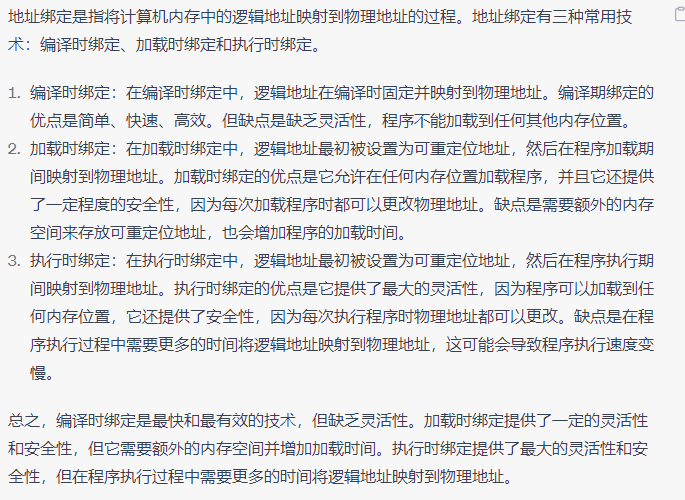 地址绑定是指将计算机内存中的逻辑地址映射到物理地址的过程。地址绑定有三种常用技
术：编译时绑定、加载时绑定和执行时绑定。
1. 编译时绑定：在编译时绑定中，逻辑地址在编译时固定并映射到物理地址。编译期绑定的
优点是简单、快速、高效。但缺点是缺乏灵活性，程序不能加载到任何其他内存位置。
2. 加载时绑定：在加载时绑定中，逻辑地址最初被设置为可重定位地址，然后在程序加载期
间映射到物理地址。加载时绑定的优点是它允许在任何内存位置加载程序，并且它还提供
了一定程度的安全性，因为每次加载程序时都可以更改物理地址。缺点是需要额外的内存
空间来存放可重定位地址，也会增加程序的加载时间。
3. 执行时绑定：在执行时绑定中，逻辑地址最初被设置为可重定位地址，然后在程序执行期
间映射到物理地址。执行时绑定的优点是它提供了最大的灵活性，因为程序可以加载到任
何内存位置，它还提供了安全性，因为每次执行程序时物理地址都可以更改。缺点是在程
序执行过程中需要更多的时间将逻辑地址映射到物理地址，这可能会导致程序执行速度变
慢。
总之，编译时绑定是最快和最有效的技术，但缺乏灵活性。加载时绑定提供了一定的灵活性
和安全性，但它需要额外的内存空间并增加加载时间。执行时绑定提供了最大的灵活性和安
全性，但在程序执行过程中需要更多的时间将逻辑地址映射到物理地址。